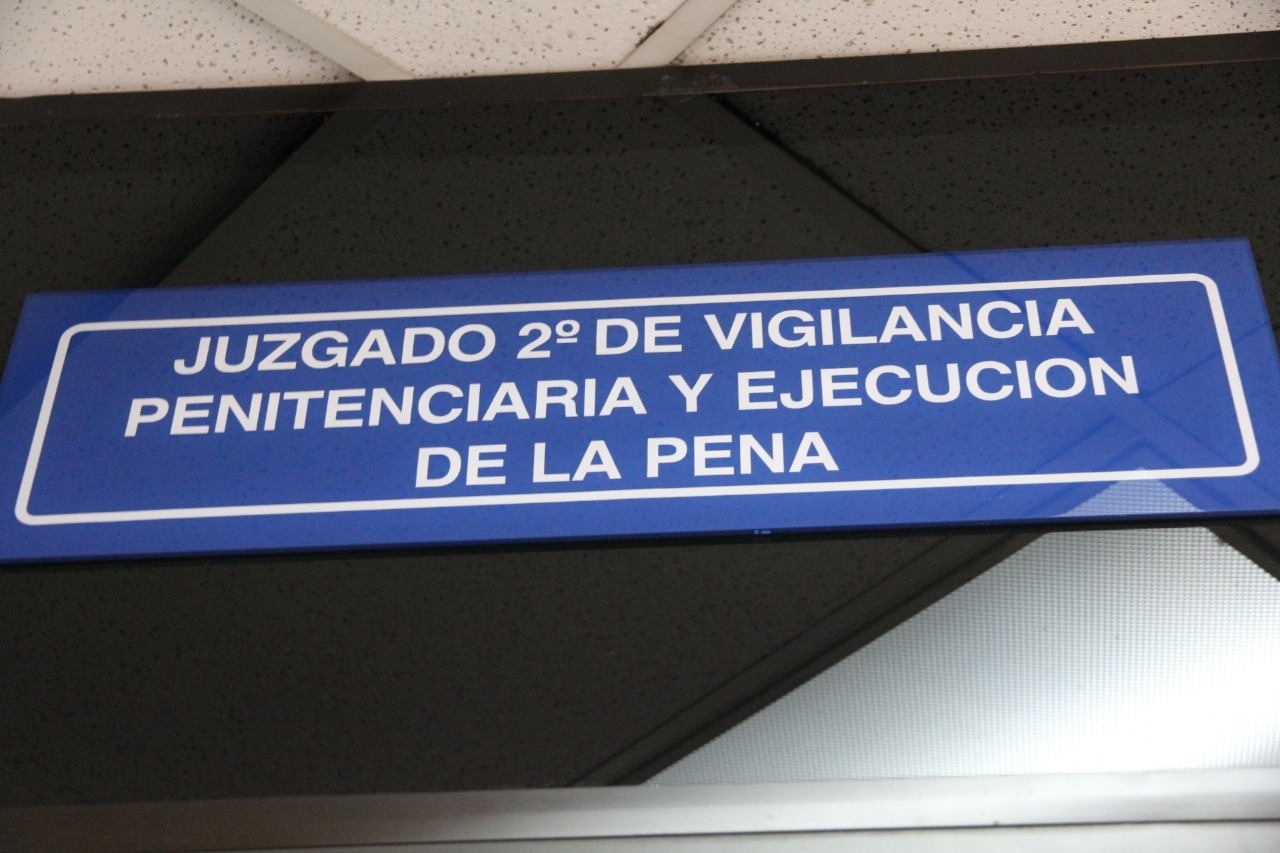 JUZGADO 2º DE VIGILANCIA
PENITENCIARIA Y EJECUCION
DE LA PENA